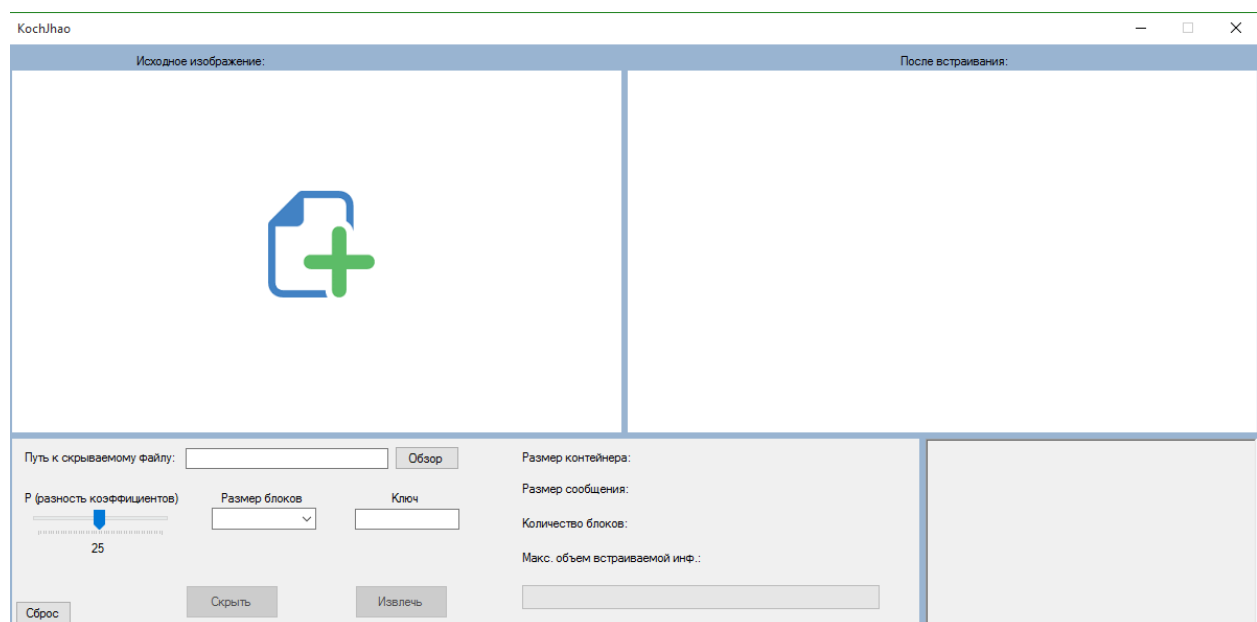 KochJhao
Исходное изображение:
После встраивания:
Путь к скрываемому файлу:
Обзор
Размер контейнера:
P (разность коэффициентов)
Размер блоков
Ключ
Размер сообщения:
Количество блоков:
25
Макс. объем встраиваемой инф.:
Скрыть
Извлечь
Сброс